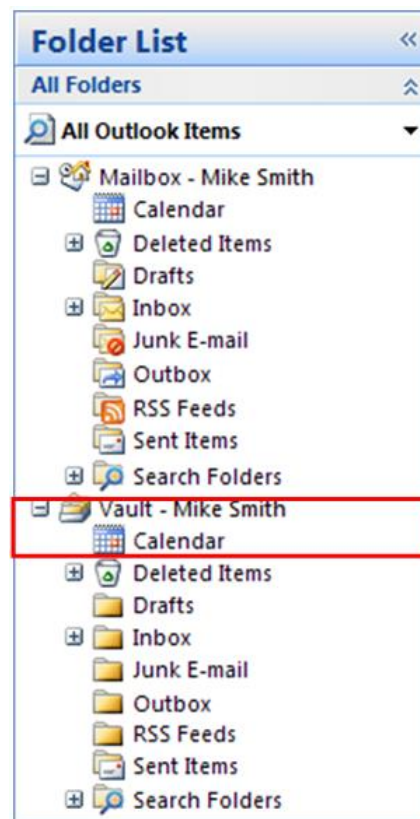 Folder List
All Folders
All Outlook Items
Mailbox - Mike Smith
Calendar
Deleted Items
Drafts
Inbox
Junk E-mail
Outbox
RSS Feeds
Sent Items
Search Folders
Vault - Mike Smith
Calendar
Deleted Items
Drafts
Inbox
Junk E-mail
Outbox
RSS Feeds
Sent Items
Search Folders